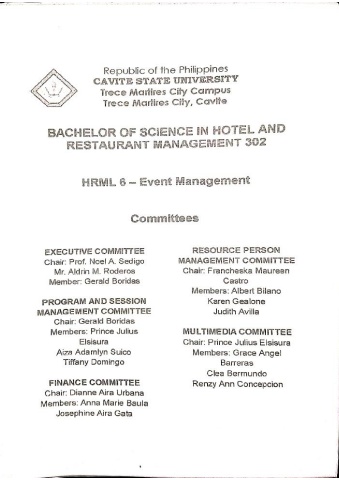 Republic of the Philippines
CAVITE STATE UNIVERSITY
Trece Martires City Campus
Trece Martires City, Cavite
BACHELOR OF SCIENCE IN HOTEL AND
RESTAURANT MANAGEMENT 302
HRML 6 – Event Management
Committees
EXECUTIVE COMMITTEE
Chair: Prof. Noel A. Sedigo
Mr. Aldrin M. Roderos
Member: Gerald Boridas
PROGRAM AND SESSION
MANAGEMENT COMMITTEE
Chair: Gerald Boridas
Members: Prince Julius
Elsisura
Aiza Adamlyn Suico
Tiffany Domingo
FINANCE COMMITTEE
Chair: Dianne Aira Urbana
Members: Anna Marie Baula
Josephine Aira Gata
RESOURCE PERSON
MANAGEMENT COMMITTEE
Chair: Francheska Maureen
Castro
Members: Albert Bilano
Karen Gealone
Judith Avilla
MULTIMEDIA COMMITTEE
Chair: Prince Julius Elsisura
Members: Grace Angel
Barreras
Clea Bermundo
Renzy Ann Concepcion